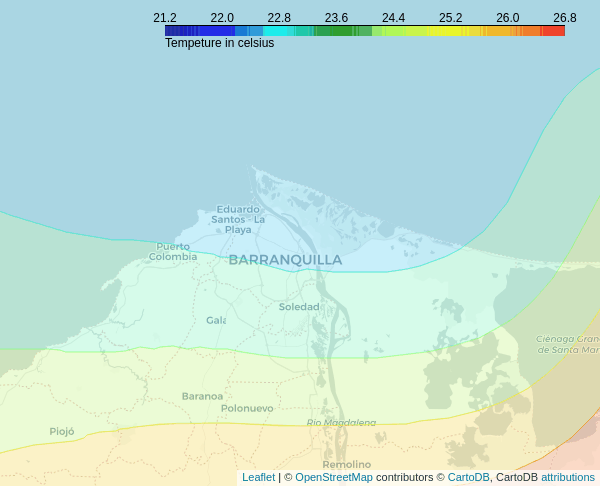 21.2 22.0 22.8 23.6 24.4 25.2 26.0 26.8
Tempeture in celsius
Eduardo
Santos - La
Playa
Puerto
Colombia
BARRANQUILLA
Soledad
Gala
Ciénaga Gran
de Santa Mar
Baranoa
Polonuevo
Río Magdalena
Piojó
Remolino
Leaflet | © OpenStreetMap contributors © CartoDB, CartoDB attributions